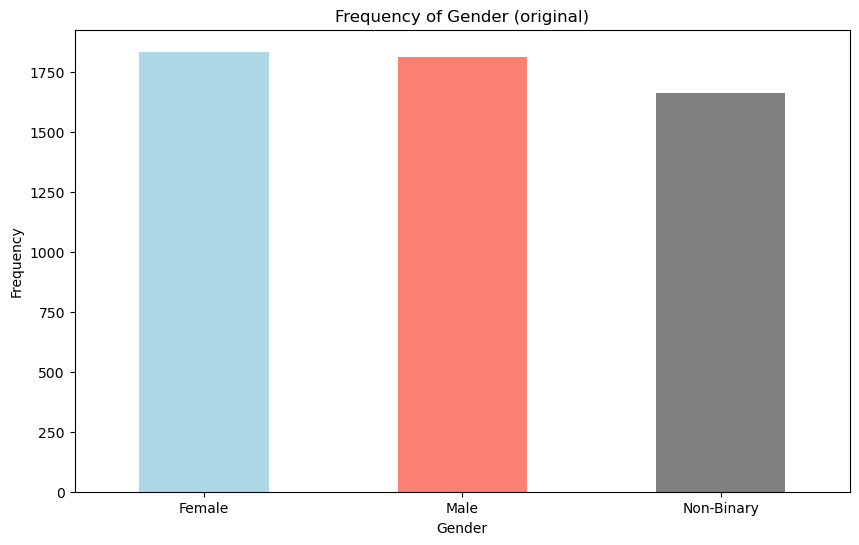 Frequency of Gender (original)
1750
1500
1250
1000
750
500
250
0
Frequency
Female
Male
Non-Binary
Gender